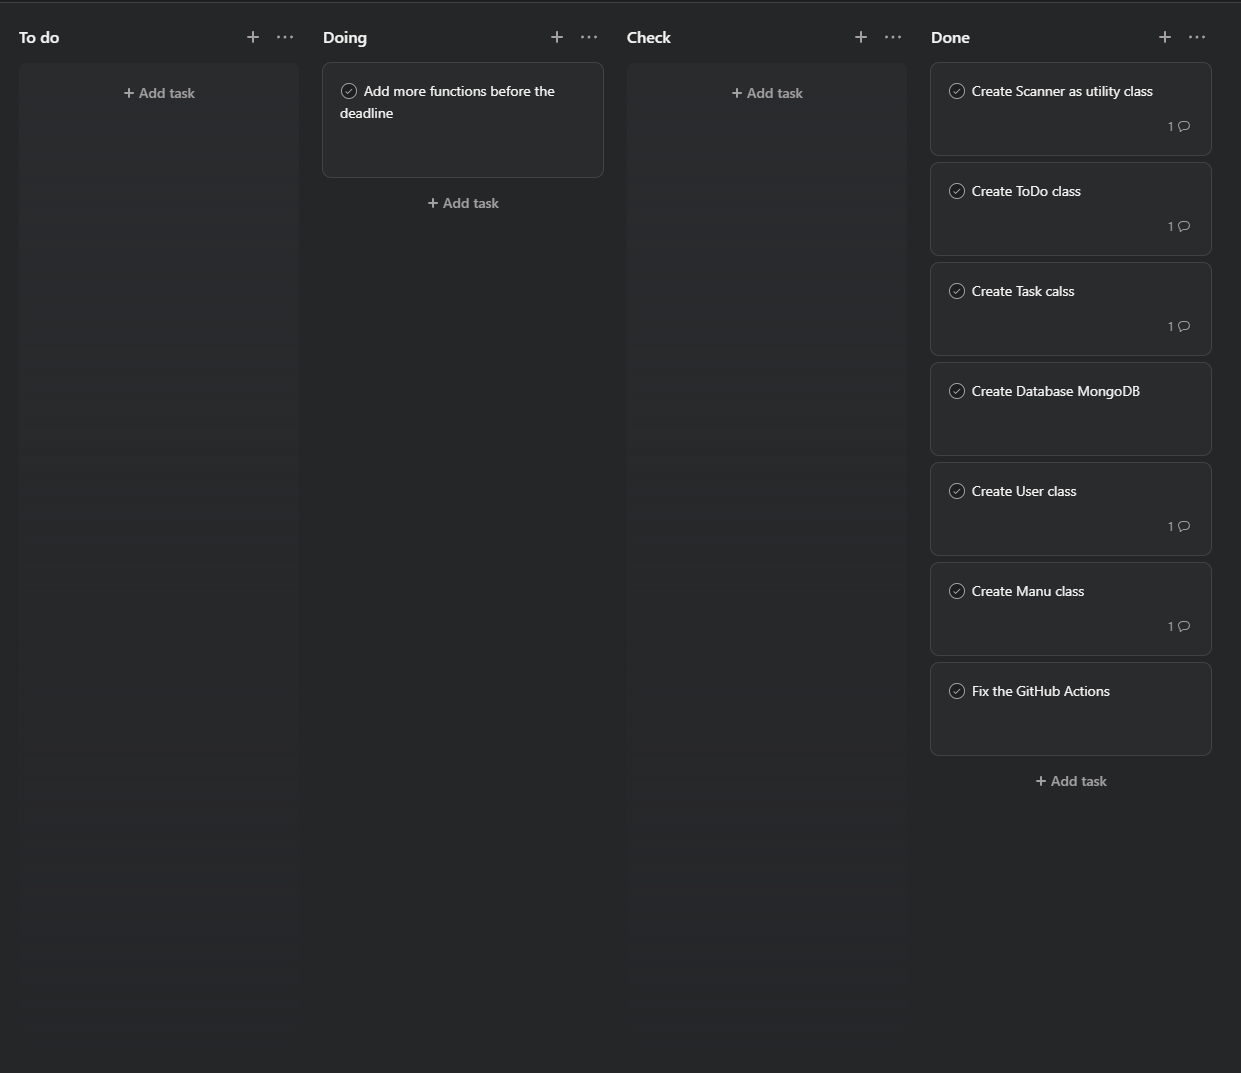 To do
+ Add task
Doing
Add more functions before the
deadline
+ Add task
Check
+ Add task
Done
Create Scanner as utility class
1
Create ToDo class
1
Create Task calss
1
Create Database MongoDB
Create User class
1
Create Manu class
1
Fix the GitHub Actions
+ Add task